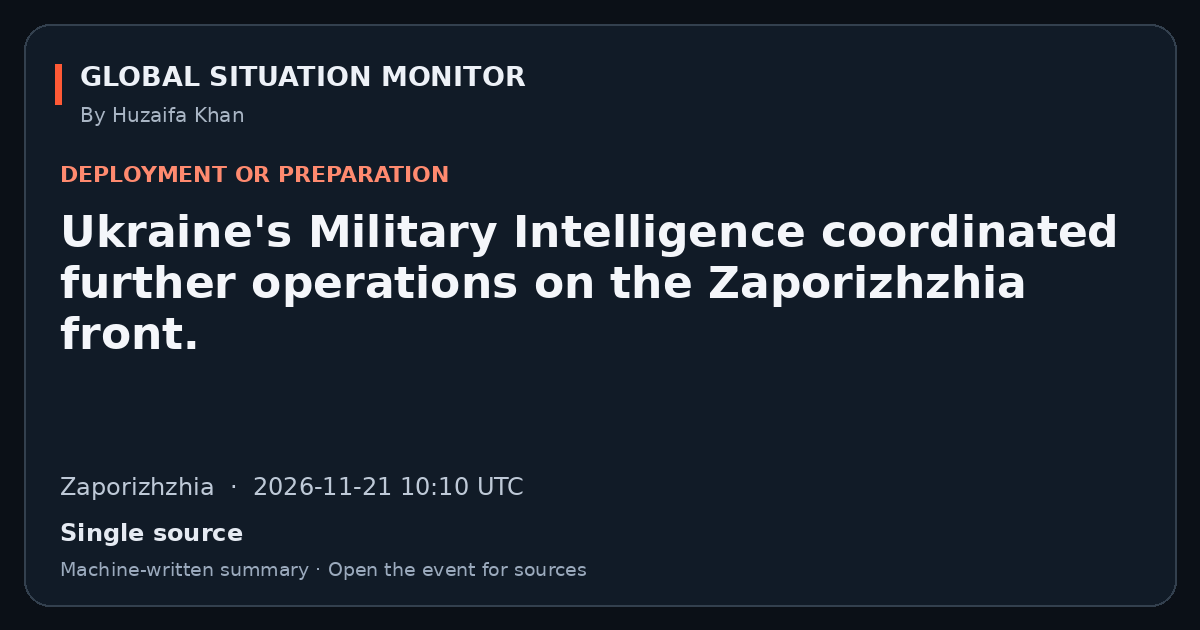 GLOBAL SITUATION MONITOR
By Huzaifa Khan
DEPLOYMENT OR PREPARATION
Ukraine's Military Intelligence coordinated
further operations on the Zaporizhzhia
front.
Zaporizhzhia · 2026-11-21 10:10 UTC
Single source
Machine-written summary · Open the event for sources